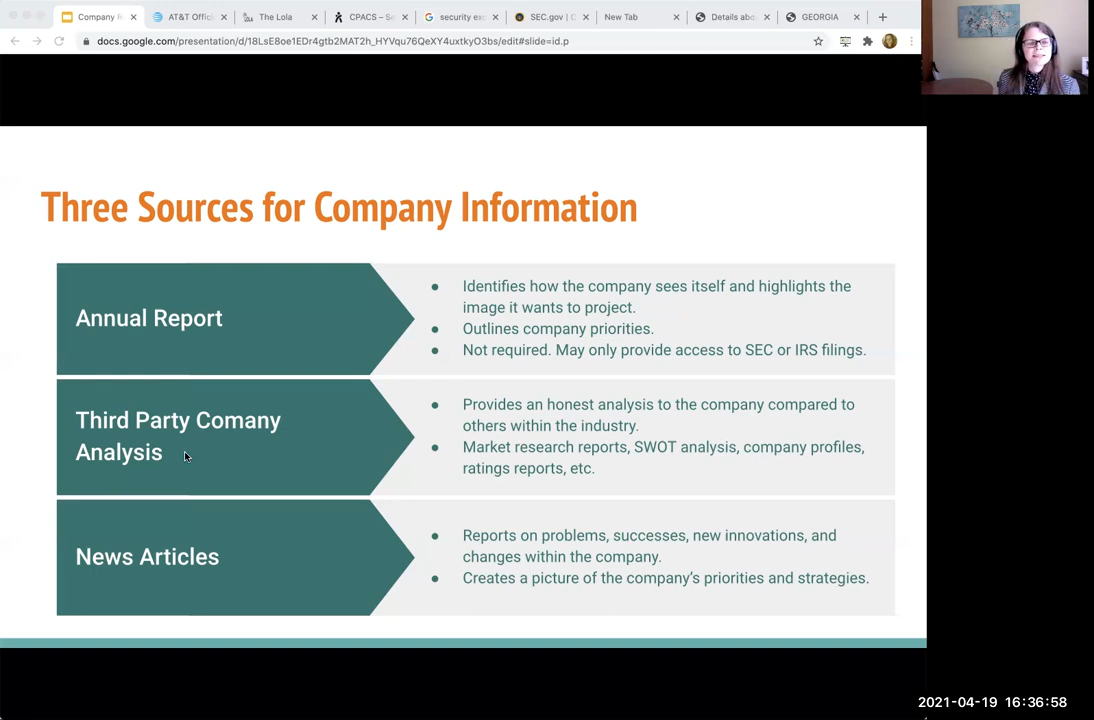 Company R
AT&T Offici
The Lola
CPACS – Se
security exc
SEC.gov | C
New Tab
Details abo
GEORGIA
docs.google.com/presentation/d/18LsE8oe1EDr4gtb2MAT2h_HYVqu76QeXY4uxtkyO3bs/edit#slide=id.p
Three Sources for Company Information
Annual Report
● Identifies how the company sees itself and highlights the
image it wants to project.
● Outlines company priorities.
● Not required. May only provide access to SEC or IRS filings.
Third Party Comany
Analysis
● Provides an honest analysis to the company compared to
others within the industry.
● Market research reports, SWOT analysis, company profiles,
ratings reports, etc.
News Articles
● Reports on problems, successes, new innovations, and
changes within the company.
● Creates a picture of the company's priorities and strategies.
2021-04-19 16:36:58